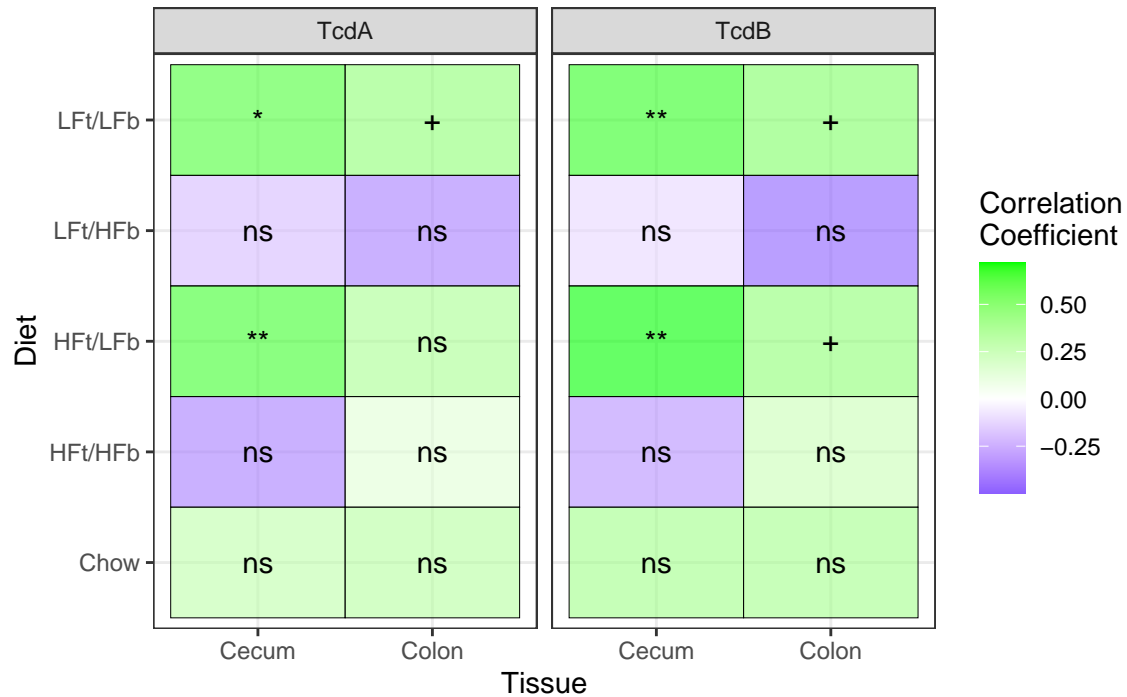 TcdA TcdB
LFt/LFb * + ** +
LFt/HFb ns ns ns ns
HFt/LFb ** ns ** +
HFt/HFb ns ns ns ns
Chow ns ns ns ns
Cecum Colon Cecum Colon
Tissue
Diet
Correlation
Coefficient
0.50
0.25
0.00
−0.25